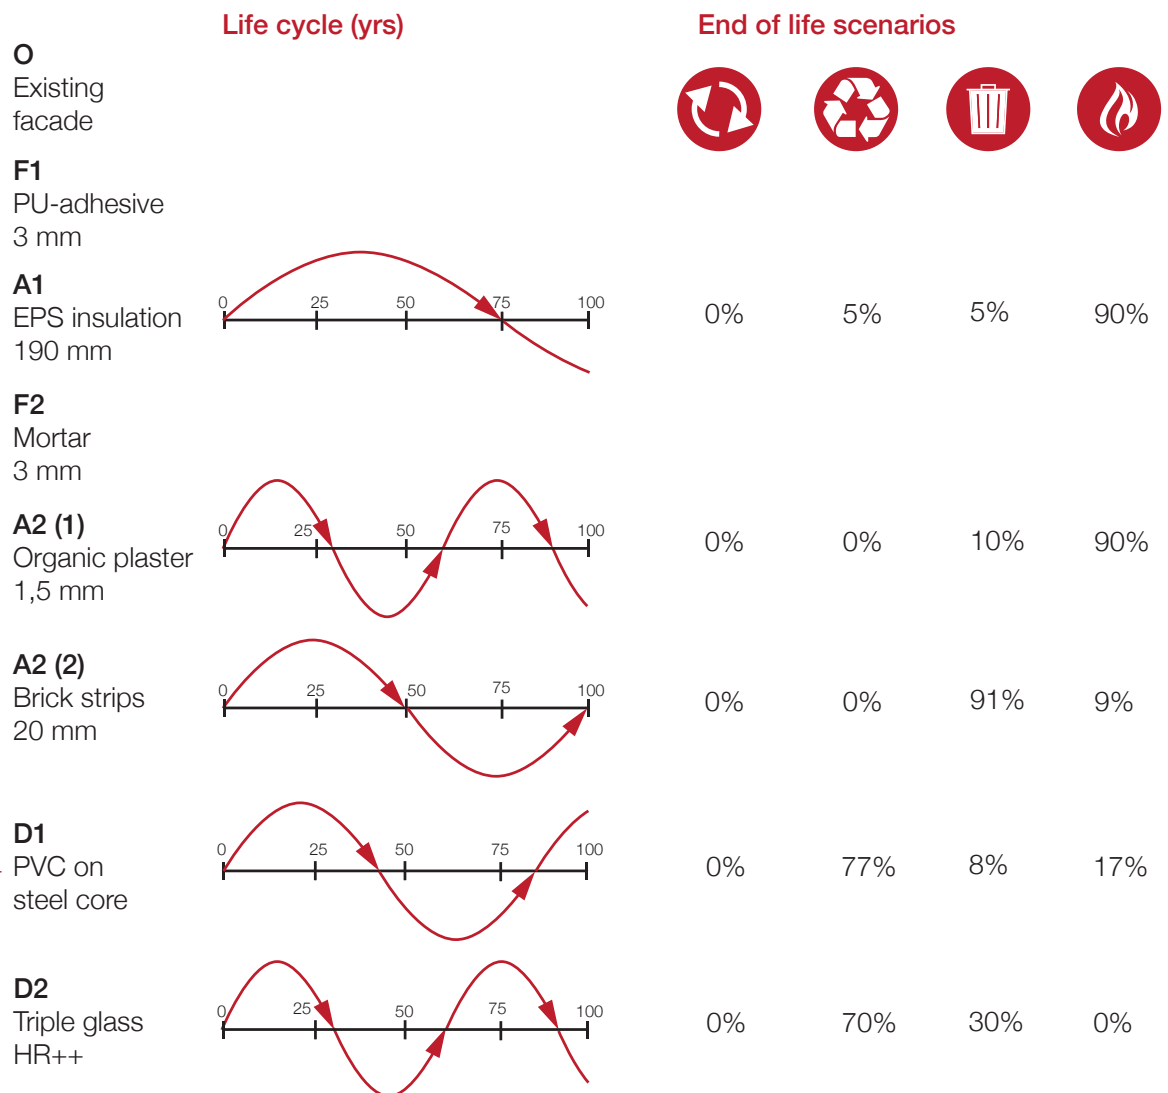 Life cycle (yrs)
End of life scenarios
O
Existing
facade
F1
PU-adhesive
3 mm
A1
EPS insulation
190 mm
0 25 50 75 100
0% 5% 5% 90%
F2
Mortar
3 mm
A2 (1)
Organic plaster
1,5 mm
0 25 50 75 100
0% 0% 10% 90%
A2 (2)
Brick strips
20 mm
0 25 50 75 100
0% 0% 91% 9%
D1
PVC on
steel core
0 25 50 75 100
0% 77% 8% 17%
D2
Triple glass
HR++
0 25 50 75 100
0% 70% 30% 0%